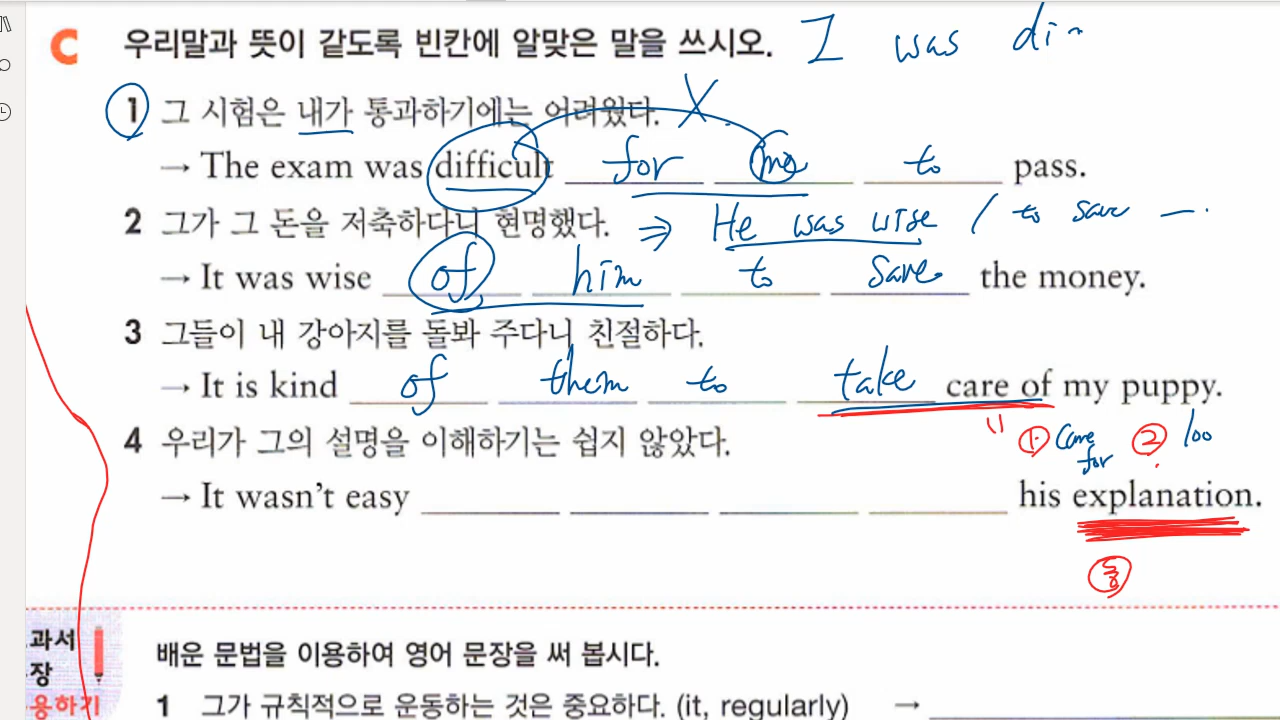 C 우리말과 뜻이 같도록 빈칸에 알맞은 말을 쓰시오. I was di
1 그 시험은 내가 통과하기에는 어려웠다. X
→ The exam was difficult for me to pass.
2 그가 그 돈을 저축하다니 현명했다. ⇒ He was wise / to save
→ It was wise of him to save the money.
3 그들이 내 강아지를 돌봐 주다니 친절하다.
→ It is kind of them to take care of my puppy.
4 우리가 그의 설명을 이해하기는 쉽지 않았다. ① care for ② loo
→ It wasn't easy his explanation.
과서
장
용하기
배운 문법을 이용하여 영어 문장을 써 봅시다.
1 그가 규칙적으로 운동하는 것은 중요하다. (it, regularly) →